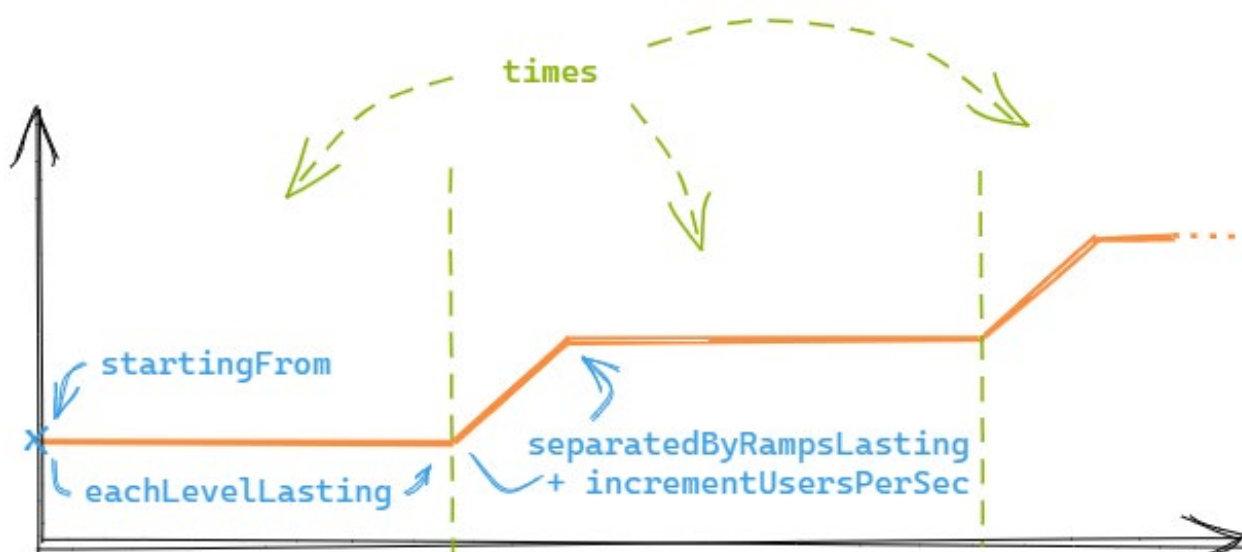 times
startingFrom
separatedByRampsLasting
+ incrementUsersPerSec
eachLevelLasting